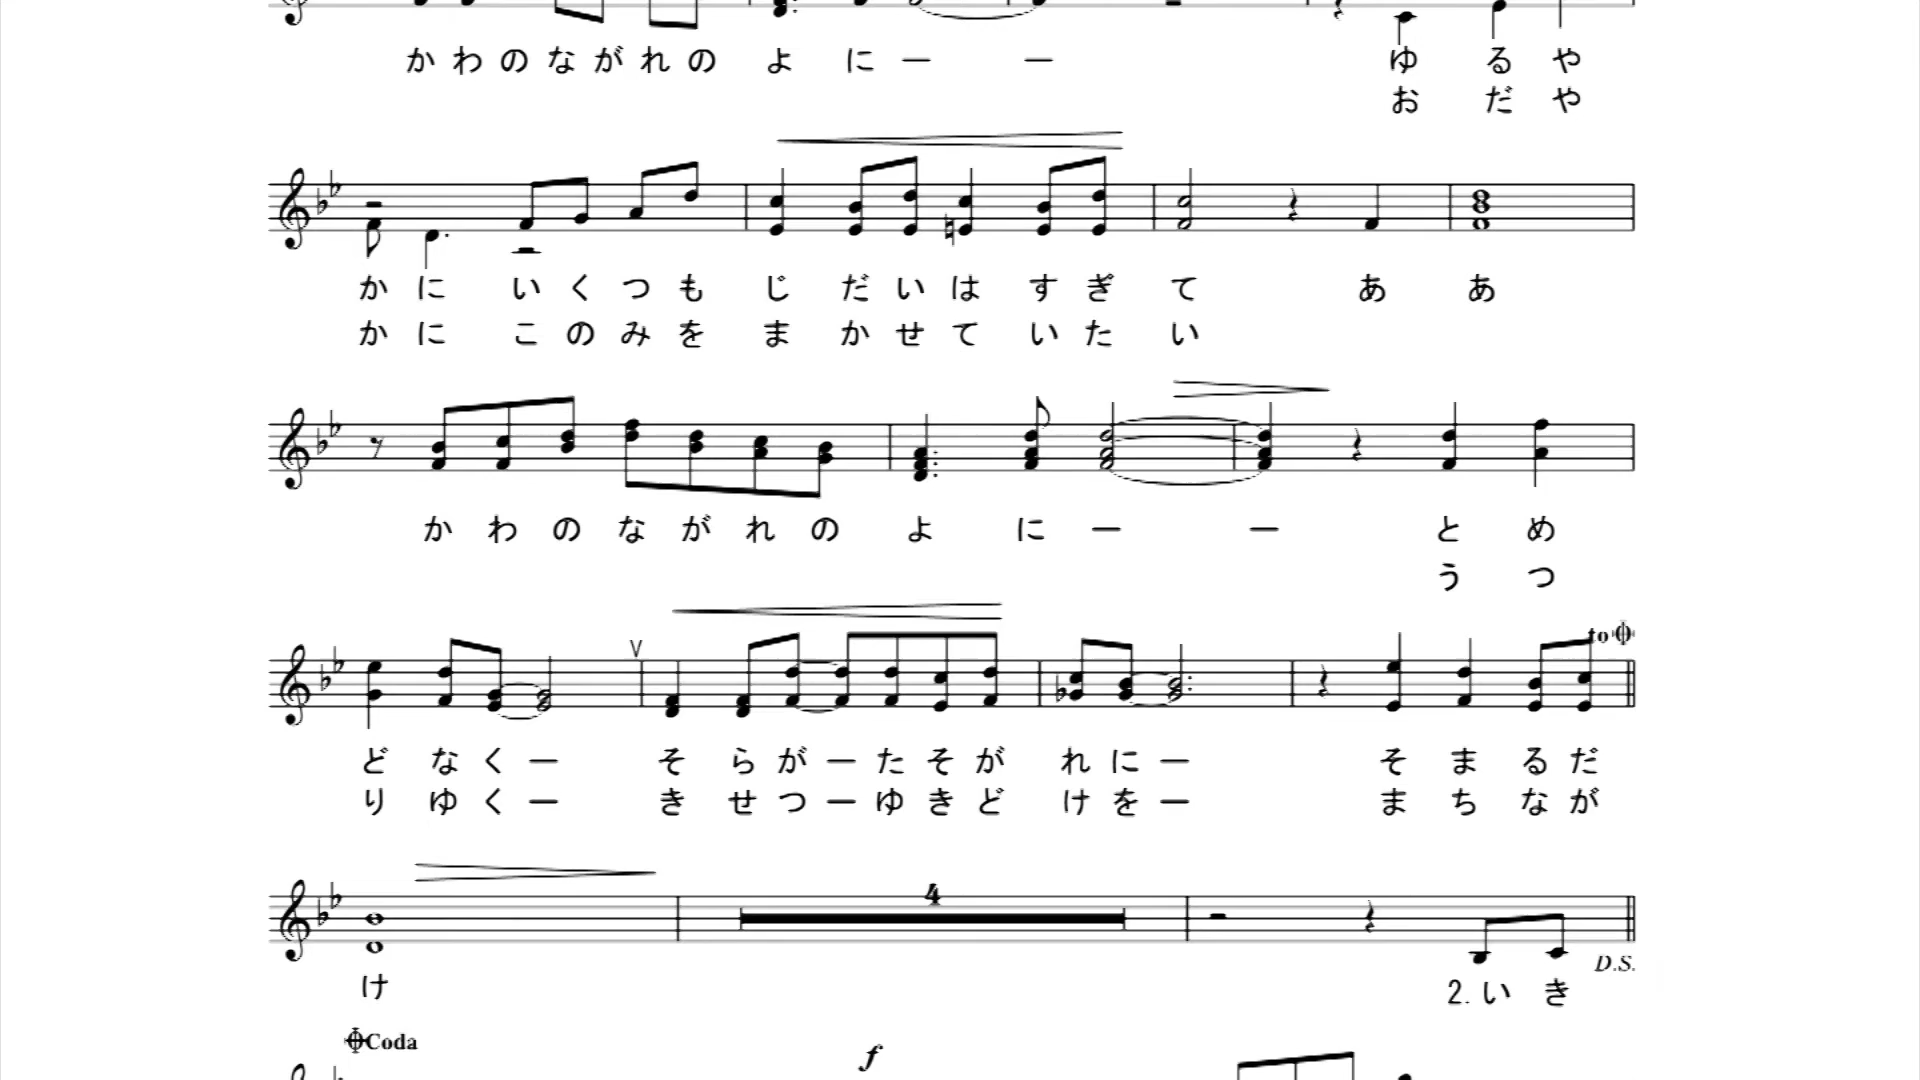 かわのながれのよにーー ゆるや
おだや
かにいくつもじだいはすぎて ああ
かにこのみをまかせていたい
かわのながれのよにーー とめ
うつ
to
どなくーそらがーたそがれにー そまるだ
りゆくーきせつーゆきどけをー まちなが
4
D.S.
け 2.いき
Coda
f